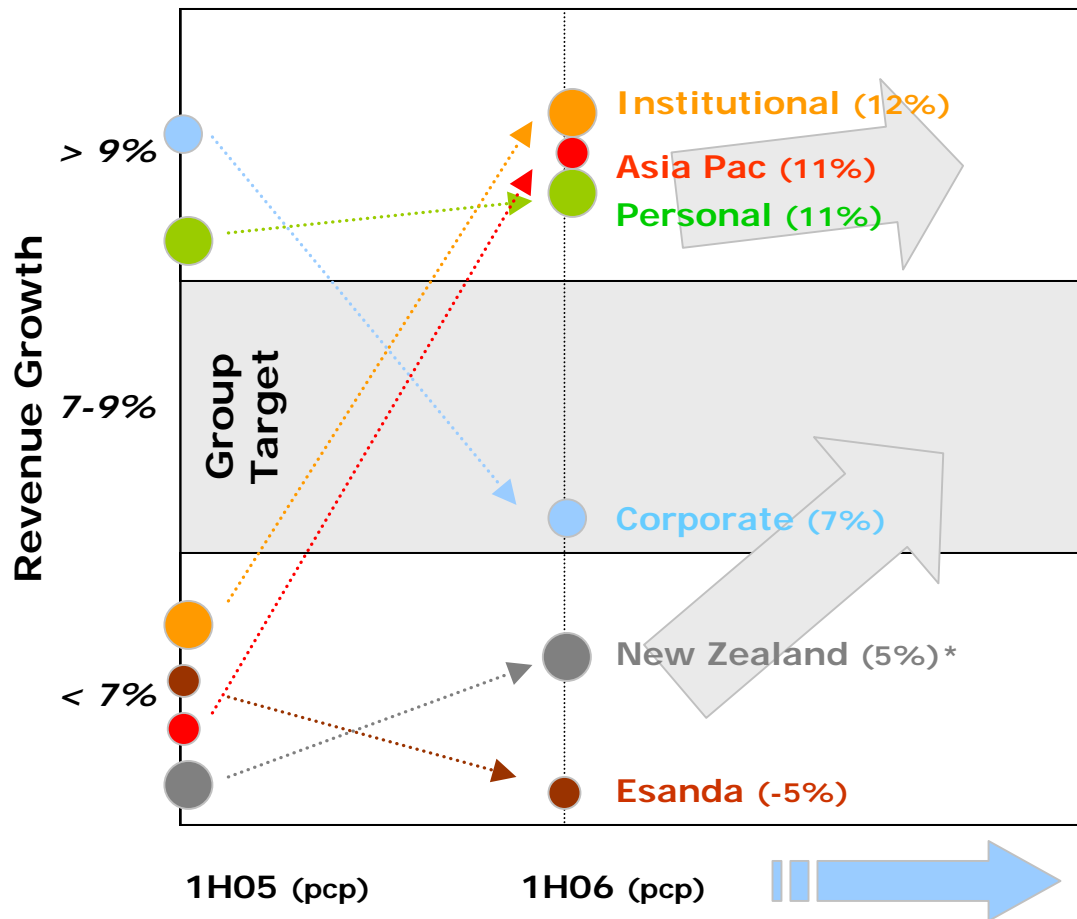 Revenue Growth
> 9%
7-9%
< 7%
Group
Target
Institutional (12%)
Asia Pac (11%)
Personal (11%)
Corporate (7%)
New Zealand (5%)*
Esanda (-5%)
1H05 (pcp)
1H06 (pcp)